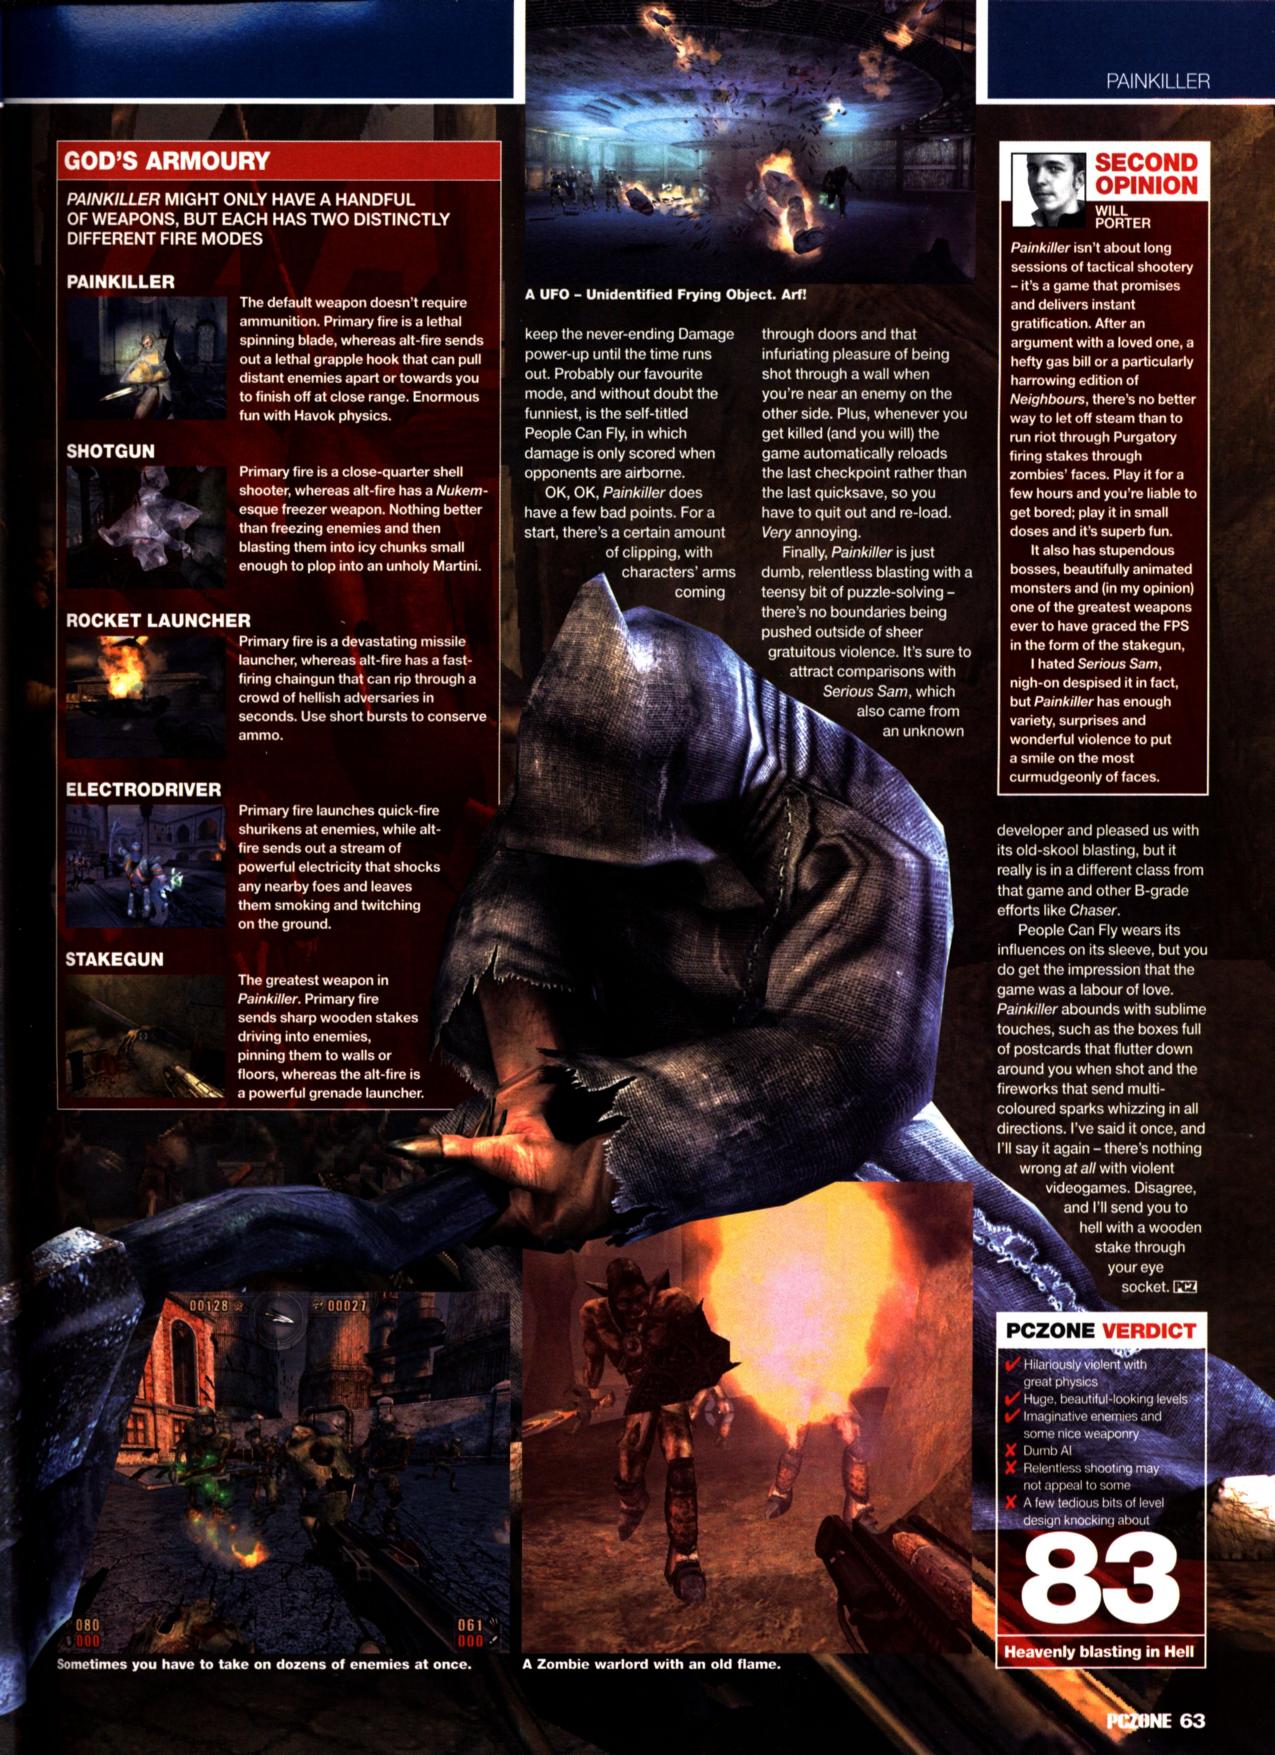 PAINKILLER
GOD'S ARMOURY
PAINKILLER MIGHT ONLY HAVE A HANDFUL
OF WEAPONS, BUT EACH HAS TWO DISTINCTLY
DIFFERENT FIRE MODES
PAINKILLER
The default weapon doesn't require
ammunition. Primary fire is a lethal
spinning blade, whereas alt-fire sends
out a lethal grapple hook that can pull
distant enemies apart or towards you
to finish off at close range. Enormous
fun with Havok physics.
SHOTGUN
Primary fire is a close-quarter shell
shooter, whereas alt-fire has a Nukem-
esque freezer weapon. Nothing better
than freezing enemies and then
blasting them into icy chunks small
enough to plop into an unholy Martini.
ROCKET LAUNCHER
Primary fire is a devastating missile
launcher, whereas alt-fire has a fast-
firing chaingun that can rip through a
crowd of hellish adversaries in
seconds. Use short bursts to conserve
ammo.
ELECTRODRIVER
Primary fire launches quick-fire
shurikens at enemies, while alt-
fire sends out a stream of
powerful electricity that shocks
any nearby foes and leaves
them smoking and twitching
on the ground.
STAKEGUN
The greatest weapon in
Painkiller. Primary fire
sends sharp wooden stakes
driving into enemies,
pinning them to walls or
floors, whereas the alt-fire is
a powerful grenade launcher.
A UFO – Unidentified Frying Object. Arf!
keep the never-ending Damage
power-up until the time runs
out. Probably our favourite
mode, and without doubt the
funniest, is the self-titled
People Can Fly, in which
damage is only scored when
opponents are airborne.
OK, OK, Painkiller does
have a few bad points. For a
start, there's a certain amount
of clipping, with
characters' arms
coming
through doors and that
infuriating pleasure of being
shot through a wall when
you're near an enemy on the
other side. Plus, whenever you
get killed (and you will) the
game automatically reloads
the last checkpoint rather than
the last quicksave, so you
have to quit out and re-load.
Very annoying.
Finally, Painkiller is just
dumb, relentless blasting with a
teensy bit of puzzle-solving –
there's no boundaries being
pushed outside of sheer
gratuitous violence. It's sure to
attract comparisons with
Serious Sam, which
also came from
an unknown
SECOND
OPINION
WILL
PORTER
Painkiller isn't about long
sessions of tactical shootery
– it's a game that promises
and delivers instant
gratification. After an
argument with a loved one, a
hefty gas bill or a particularly
harrowing edition of
Neighbours, there's no better
way to let off steam than to
run riot through Purgatory
firing stakes through
zombies' faces. Play it for a
few hours and you're liable to
get bored; play it in small
doses and it's superb fun.
It also has stupendous
bosses, beautifully animated
monsters and (in my opinion)
one of the greatest weapons
ever to have graced the FPS
in the form of the stakegun,
I hated Serious Sam,
nigh-on despised it in fact,
but Painkiller has enough
variety, surprises and
wonderful violence to put
a smile on the most
curmudgeonly of faces.
developer and pleased us with
its old-skool blasting, but it
really is in a different class from
that game and other B-grade
efforts like Chaser.
People Can Fly wears its
influences on its sleeve, but you
do get the impression that the
game was a labour of love.
Painkiller abounds with sublime
touches, such as the boxes full
of postcards that flutter down
around you when shot and the
fireworks that send multi-
coloured sparks whizzing in all
directions. I've said it once, and
I'll say it again – there's nothing
wrong at all with violent
videogames. Disagree,
and I'll send you to
hell with a wooden
stake through
your eye
socket. PCZ
00128 00027
080
000
061
000
Sometimes you have to take on dozens of enemies at once.
A Zombie warlord with an old flame.
PCZONE VERDICT
✔ Hilariously violent with
great physics
✔ Huge, beautiful-looking levels
✔ Imaginative enemies and
some nice weaponry
✘ Dumb AI
✘ Relentless shooting may
not appeal to some
✘ A few tedious bits of level
design knocking about
83
Heavenly blasting in Hell
PCZONE 63